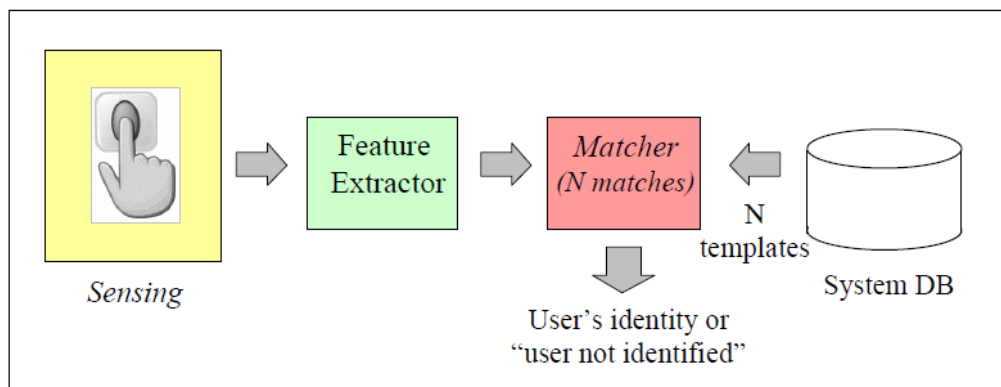 Sensing
Feature
Extractor
Matcher
(N matches)
N
templates
System DB
User’s identity or
“user not identified”